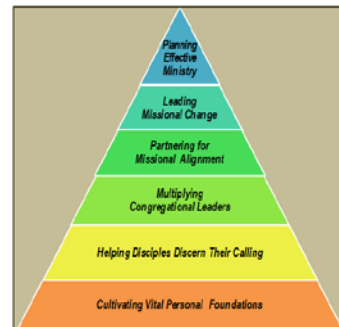 Planning
Effective
Ministry
Leading
Missional Change
Partnering for
Missional Alignment
Multiplying
Congregational Leaders
Helping Disciples Discern Their Calling
Cultivating Vital Personal Foundations